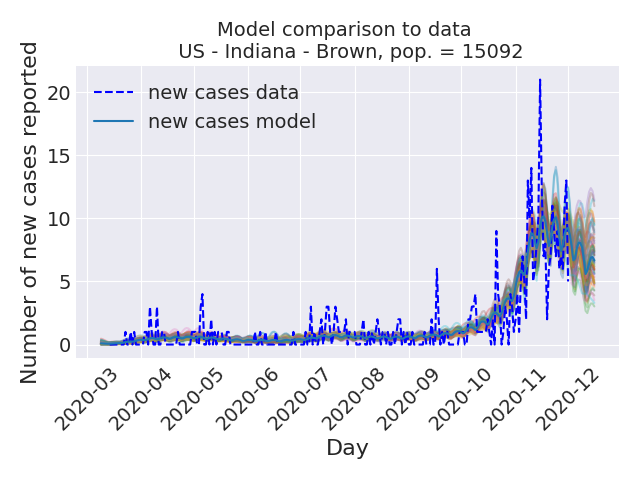 Model comparison to data
US - Indiana - Brown, pop. = 15092
Number of new cases reported
20
15
10
5
0
new cases data
new cases model
2020-03
2020-04
2020-05
2020-06
2020-07
2020-08
2020-09
2020-10
2020-11
2020-12
Day